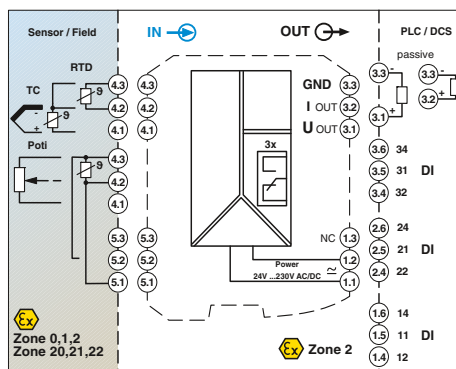 Sensor / Field
IN
OUT
PLC / DCS
passive
RTD
TC
-
+
ϑ
ϑ
4.3
4.2
4.1
4.3
4.2
4.1
GND 3.3
I OUT 3.2
U OUT 3.1
3.3 -
3.1 +
3.3 -
3.2 +
Poti
ϑ
4.3
4.2
4.1
3x
3.6 34
3.5 31 DI
3.4 32
5.3
5.2
5.1
5.3
5.2
5.1
NC 1.3
Power 1.2
24V ...230V AC/DC 1.1
2.6 24
2.5 21 DI
2.4 22
Ex
Zone 0,1,2
Zone 20,21,22
Ex Zone 2
1.6 14
1.5 11 DI
1.4 12